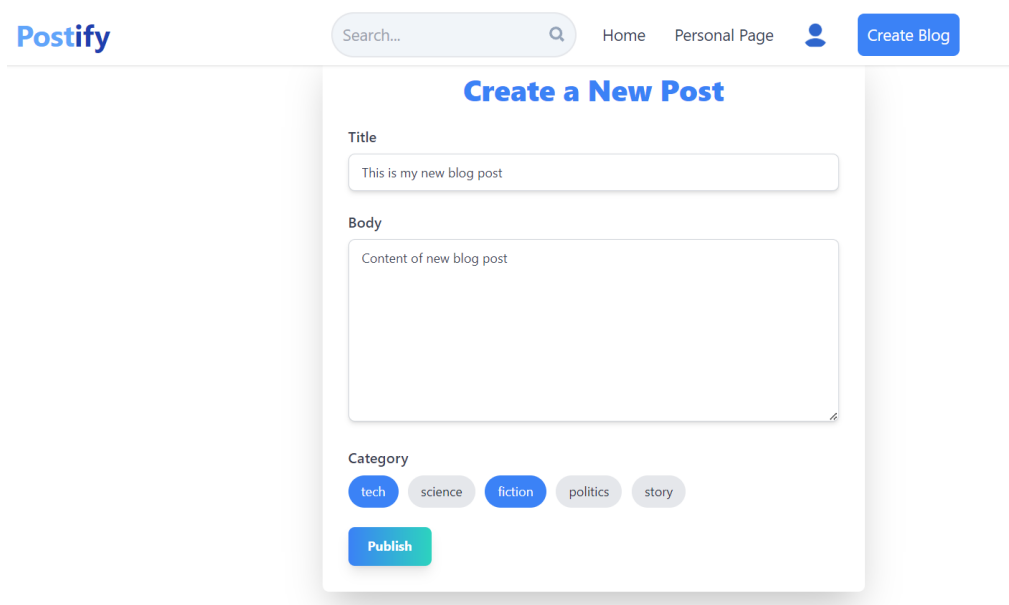 Postify Search... Home Personal Page Create Blog
Create a New Post
Title
This is my new blog post
Body
Content of new blog post
Category
tech science fiction politics story
Publish